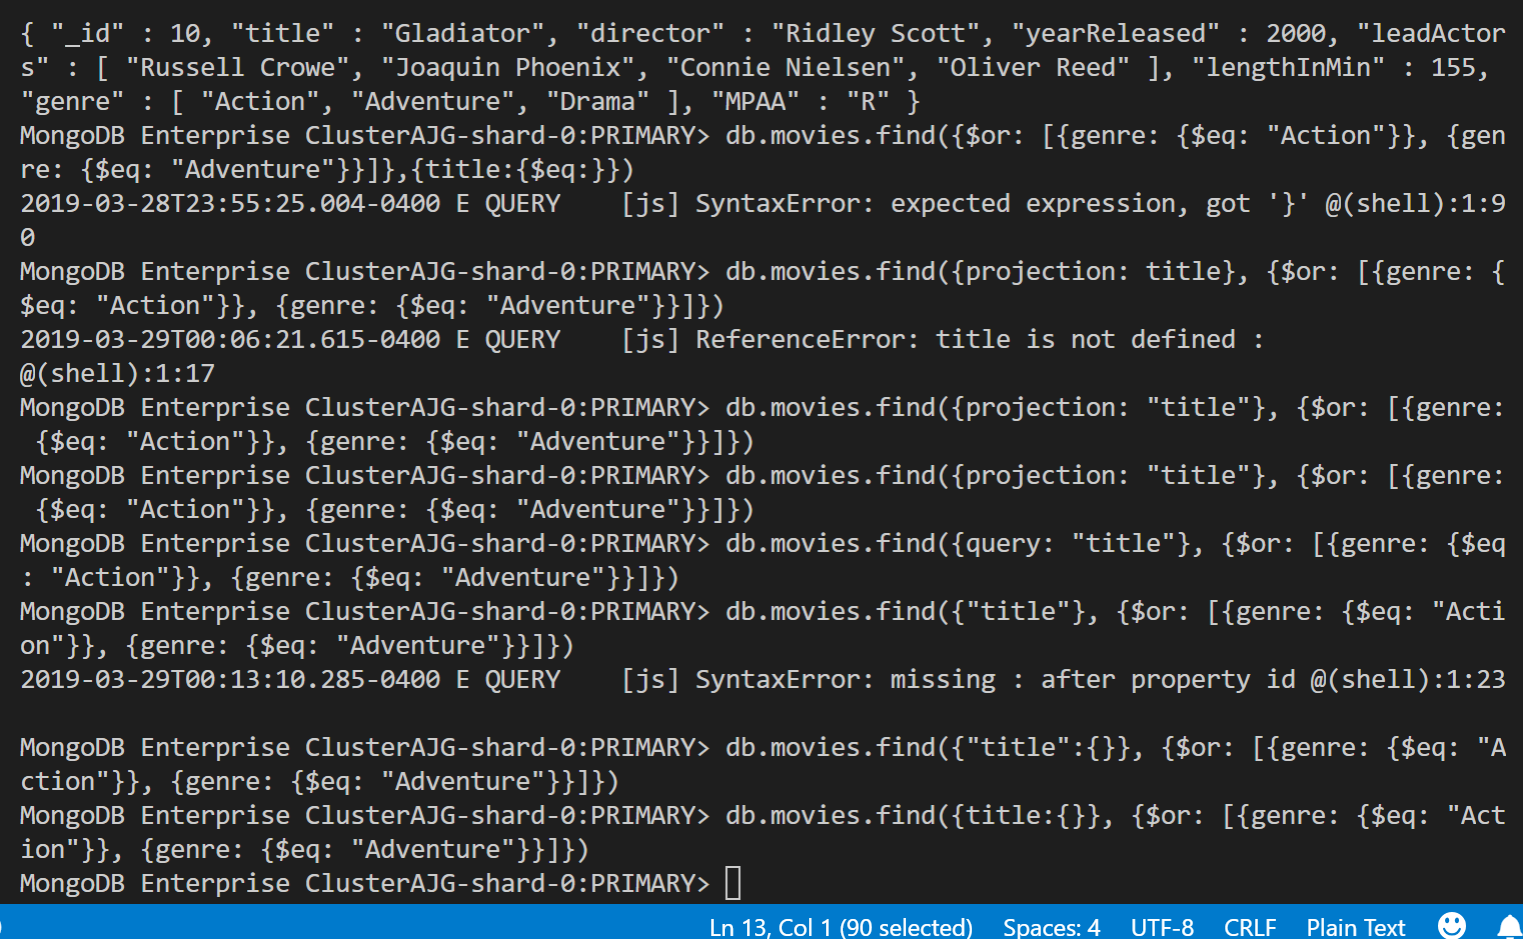 { "_id" : 10, "title" : "Gladiator", "director" : "Ridley Scott", "yearReleased" : 2000, "leadActor
s" : [ "Russell Crowe", "Joaquin Phoenix", "Connie Nielsen", "Oliver Reed" ], "lengthInMin" : 155,
"genre" : [ "Action", "Adventure", "Drama" ], "MPAA" : "R" }
MongoDB Enterprise ClusterAJG-shard-0:PRIMARY> db.movies.find({$or: [{genre: {$eq: "Action"}}, {gen
re: {$eq: "Adventure"}}]},{title:{$eq:}})
2019-03-28T23:55:25.004-0400 E QUERY    [js] SyntaxError: expected expression, got '}' @(shell):1:9
0
MongoDB Enterprise ClusterAJG-shard-0:PRIMARY> db.movies.find({projection: title}, {$or: [{genre: {
$eq: "Action"}}, {genre: {$eq: "Adventure"}}]})
2019-03-29T00:06:21.615-0400 E QUERY    [js] ReferenceError: title is not defined :
@(shell):1:17
MongoDB Enterprise ClusterAJG-shard-0:PRIMARY> db.movies.find({projection: "title"}, {$or: [{genre:
 {$eq: "Action"}}, {genre: {$eq: "Adventure"}}]})
MongoDB Enterprise ClusterAJG-shard-0:PRIMARY> db.movies.find({projection: "title"}, {$or: [{genre:
 {$eq: "Action"}}, {genre: {$eq: "Adventure"}}]})
MongoDB Enterprise ClusterAJG-shard-0:PRIMARY> db.movies.find({query: "title"}, {$or: [{genre: {$eq
: "Action"}}, {genre: {$eq: "Adventure"}}]})
MongoDB Enterprise ClusterAJG-shard-0:PRIMARY> db.movies.find({"title"}, {$or: [{genre: {$eq: "Acti
on"}}, {genre: {$eq: "Adventure"}}]})
2019-03-29T00:13:10.285-0400 E QUERY    [js] SyntaxError: missing : after property id @(shell):1:23
MongoDB Enterprise ClusterAJG-shard-0:PRIMARY> db.movies.find({"title":{}}, {$or: [{genre: {$eq: "A
ction"}}, {genre: {$eq: "Adventure"}}]})
MongoDB Enterprise ClusterAJG-shard-0:PRIMARY> db.movies.find({title:{}}, {$or: [{genre: {$eq: "Act
ion"}}, {genre: {$eq: "Adventure"}}]})
MongoDB Enterprise ClusterAJG-shard-0:PRIMARY>
Ln 13, Col 1 (90 selected) Spaces: 4 UTF-8 CRLF Plain Text